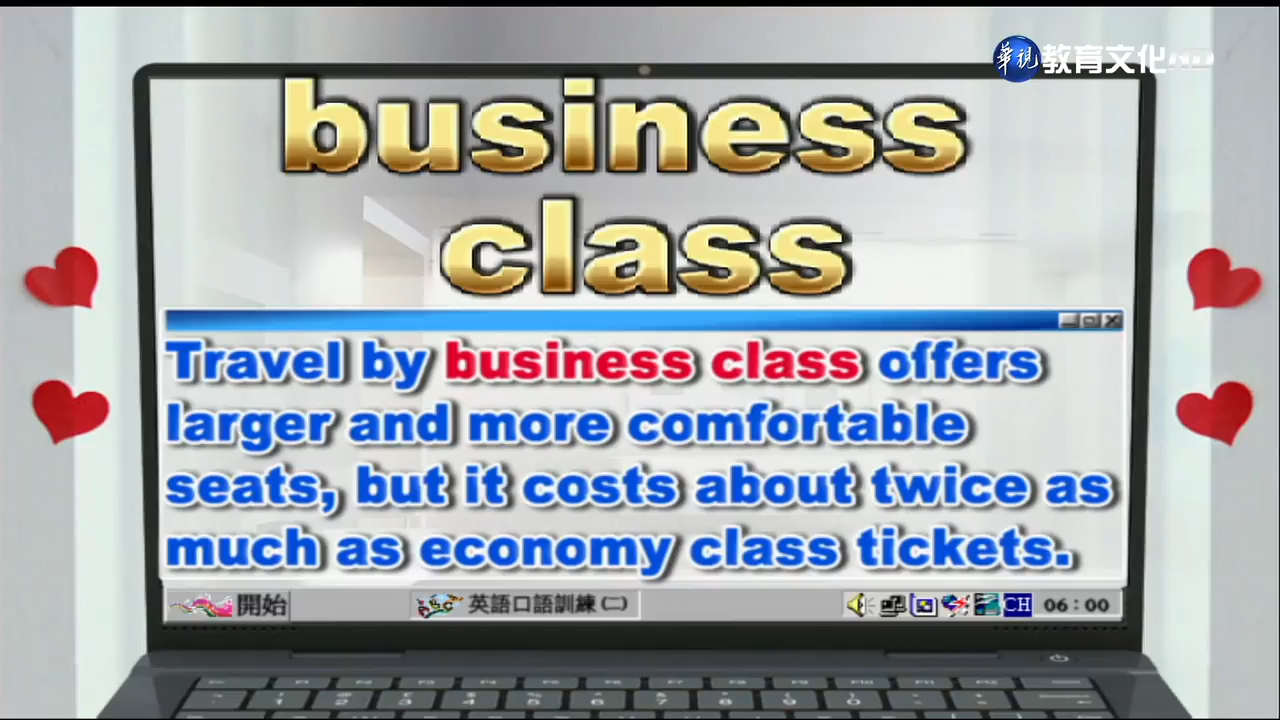 華視 教育文化HD
business
class
Travel by business class offers
larger and more comfortable
seats, but it costs about twice as
much as economy class tickets.
開始 英語口語訓練(二) CH 06:00